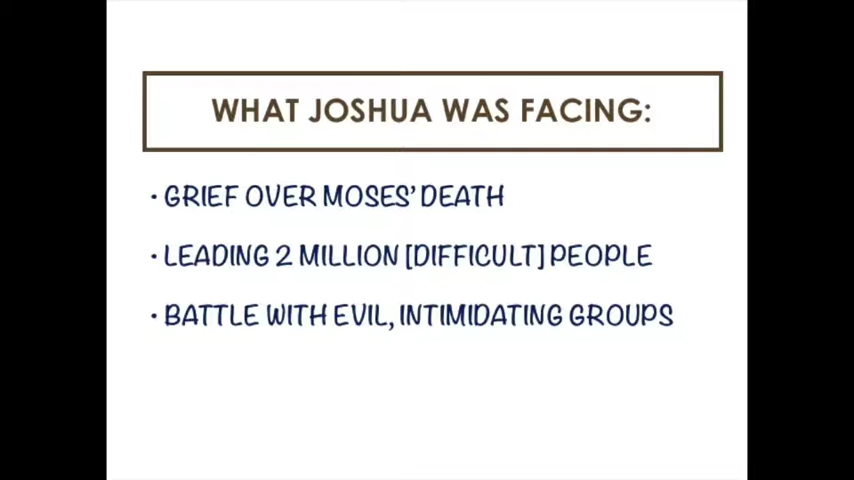 WHAT JOSHUA WAS FACING:
• GRIEF OVER MOSES' DEATH
• LEADING 2 MILLION [DIFFICULT] PEOPLE
• BATTLE WITH EVIL, INTIMIDATING GROUPS